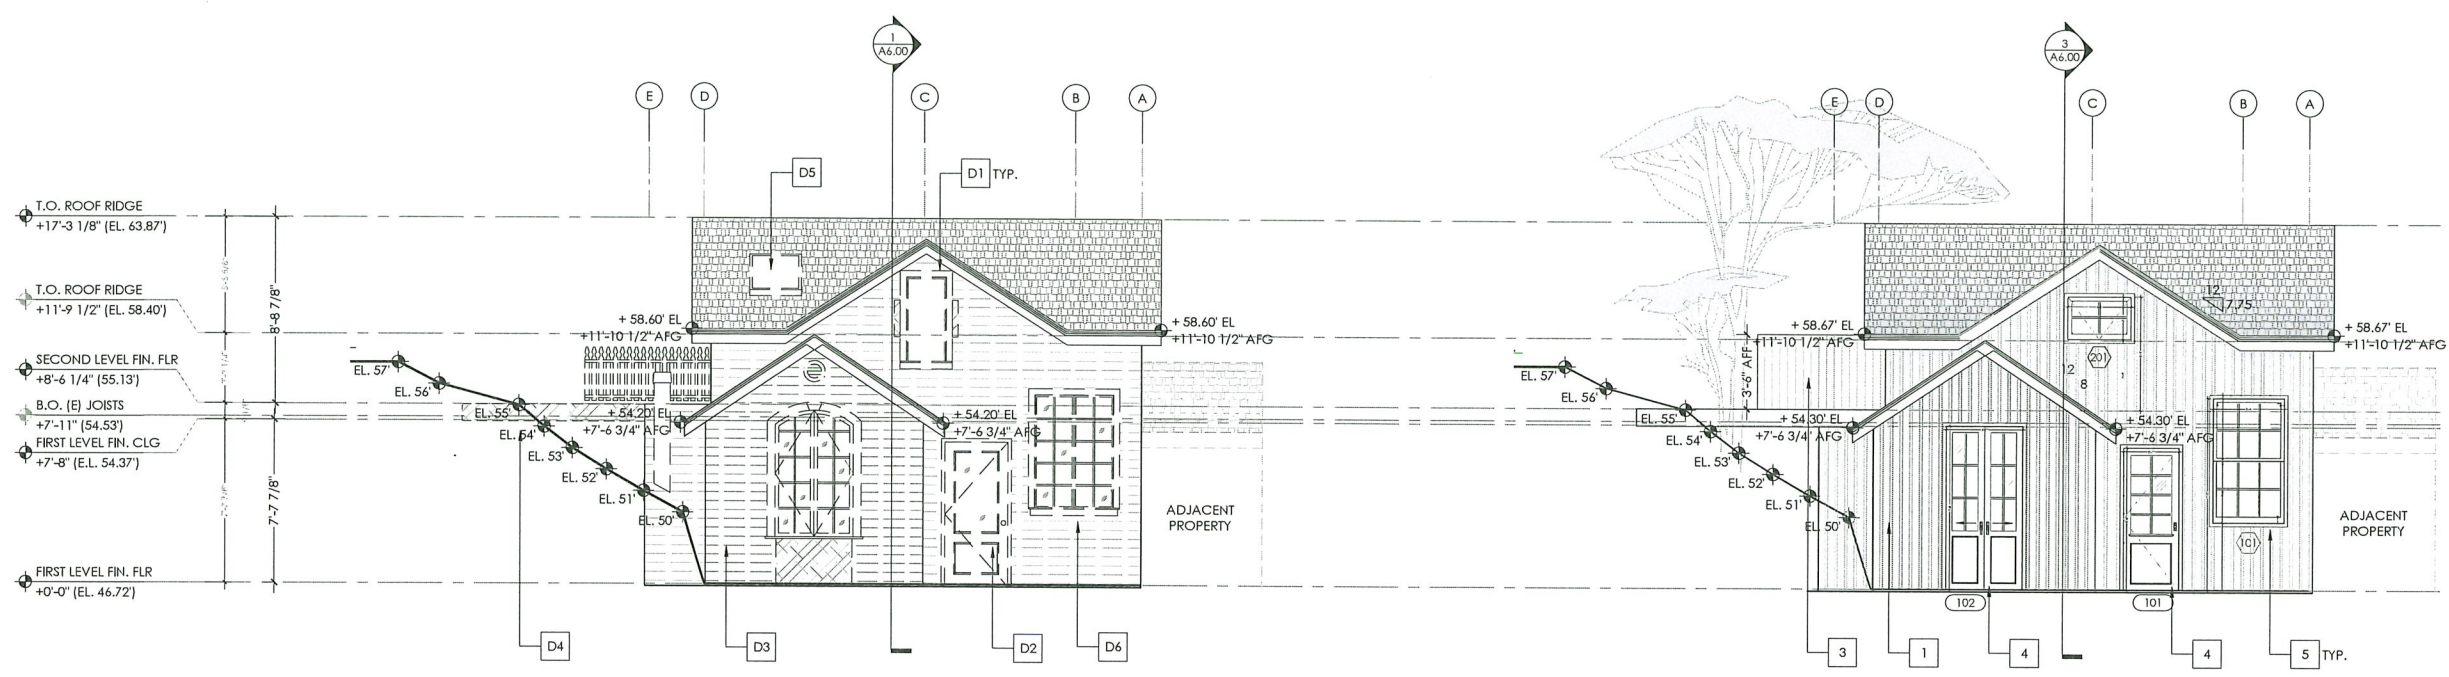 1
A6.00
E
D
C
B
A
D5
D1 TYP.
T.O. ROOF RIDGE
+17'-3 1/8" (EL. 63.87')
T.O. ROOF RIDGE
+11'-9 1/2" (EL. 58.40')
SECOND LEVEL FIN. FLR
+8'-6 1/4" (55.13')
B.O. (E) JOISTS
+7'-11" (54.53')
FIRST LEVEL FIN. CLG
+7'-8" (E.L. 54.37')
FIRST LEVEL FIN. FLR
+0'-0" (EL. 46.72')
8'-8 7/8"
7'-7 7/8"
EL. 57'
EL. 56'
EL. 55'
EL. 54'
EL. 53'
EL. 52'
EL. 51'
EL. 50'
+ 58.60' EL
+11'-10 1/2" AFG
+ 58.60' EL
+11'-10 1/2" AFG
+ 54.20' EL
+7'-6 3/4" AFG
+ 54.20' EL
+7'-6 3/4" AFG
ADJACENT
PROPERTY
D4
D3
D2
D6
3
A6.00
E
D
C
B
A
12
7.75
+ 58.67' EL
+11'-10 1/2" AFG
+ 58.67' EL
+11'-10 1/2" AFG
3'-6" AFF
201
2
8
EL. 57'
EL. 56'
EL. 55'
EL. 54'
EL. 53'
EL. 52'
EL. 51'
EL. 50'
+ 54.30' EL
+7'-6 3/4" AFG
+ 54.30' EL
+7'-6 3/4" AFG
ADJACENT
PROPERTY
101
102
101
3
1
4
4
5 TYP.